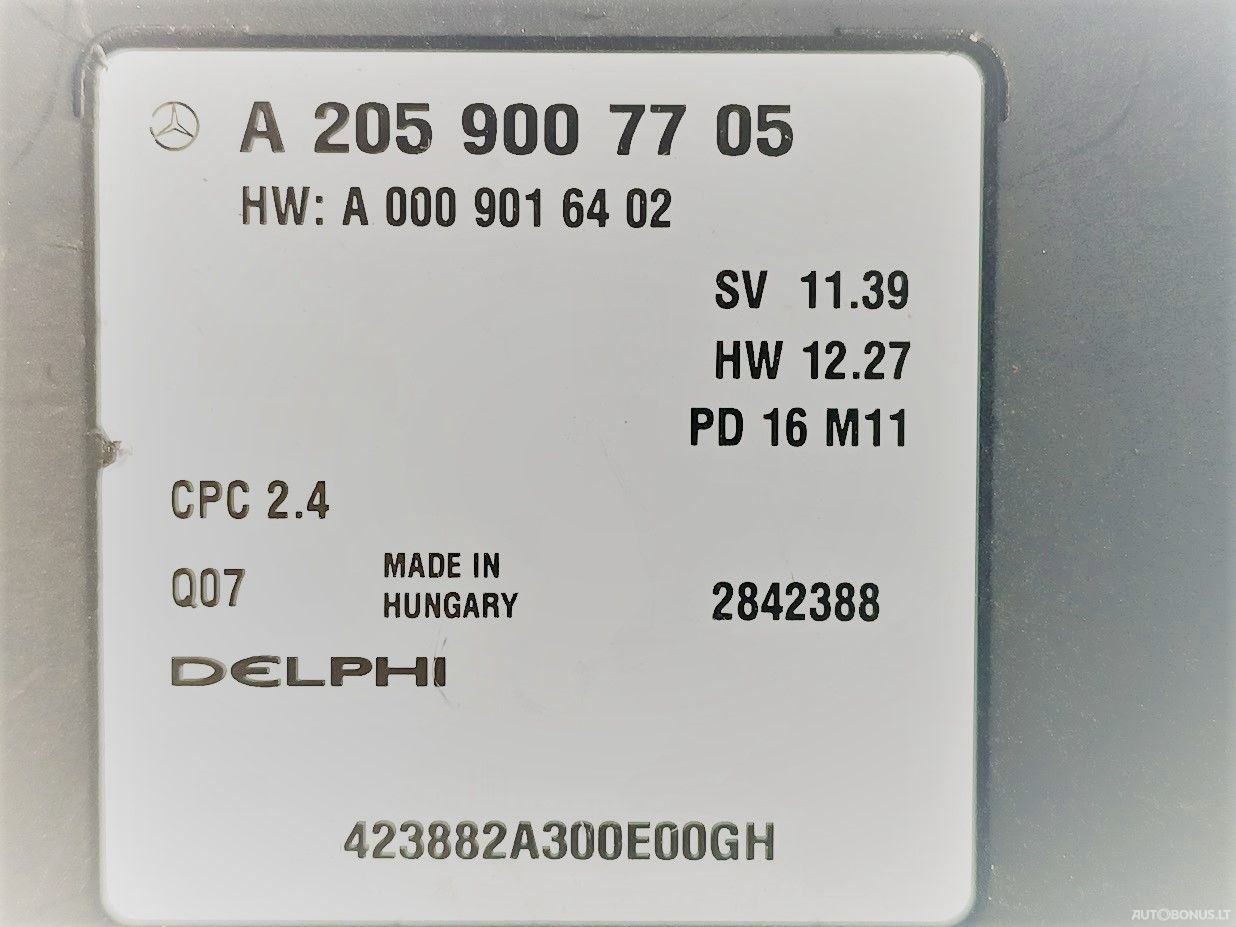 A 205 900 77 05
HW: A 000 901 64 02
SV 11.39
HW 12.27
PD 16 M11
CPC 2.4
Q07
MADE IN
HUNGARY
2842388
DELPHI
423882A300E00GH
AUTOBONUS.LT